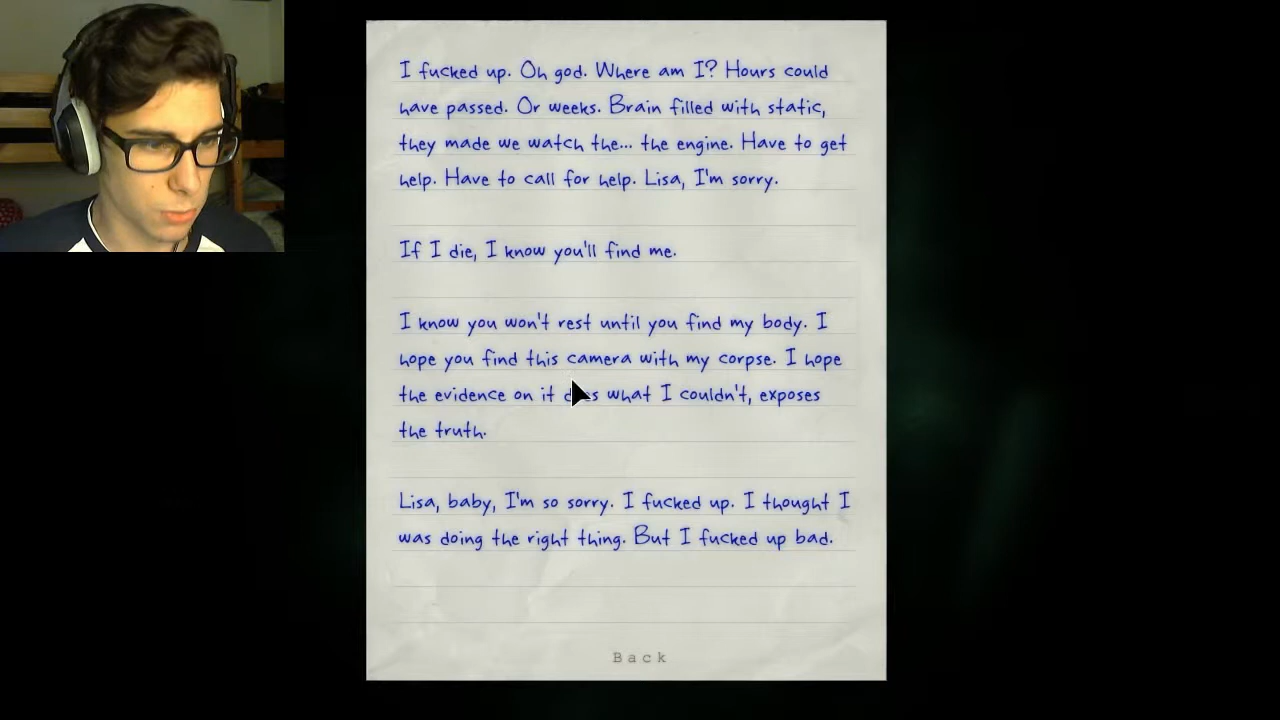 I fucked up. Oh god. Where am I? Hours could
have passed. Or weeks. Brain filled with static,
they made we watch the... the engine. Have to get
help. Have to call for help. Lisa, I'm sorry.
If I die, I know you'll find me.
I know you won't rest until you find my body. I
hope you find this camera with my corpse. I hope
the evidence on it does what I couldn't, exposes
the truth.
Lisa, baby, I'm so sorry. I fucked up. I thought I
was doing the right thing. But I fucked up bad.
Back